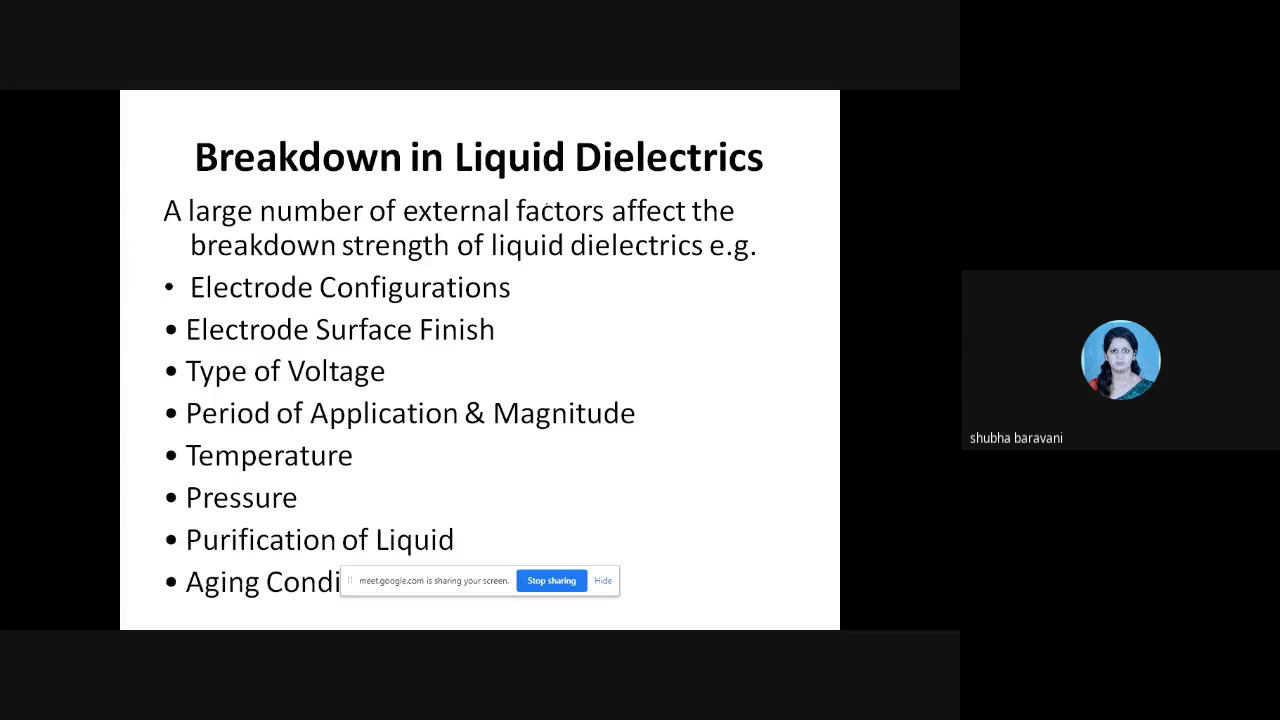 Breakdown in Liquid Dielectrics
A large number of external factors affect the
breakdown strength of liquid dielectrics e.g.
• Electrode Configurations
• Electrode Surface Finish
• Type of Voltage
• Period of Application & Magnitude
• Temperature
• Pressure
• Purification of Liquid
• Aging Condi
meet.google.com is sharing your screen. Stop sharing Hide
shubha baravani